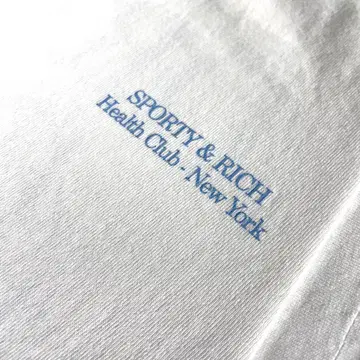 SPORTY & RICH
Health Club - New York